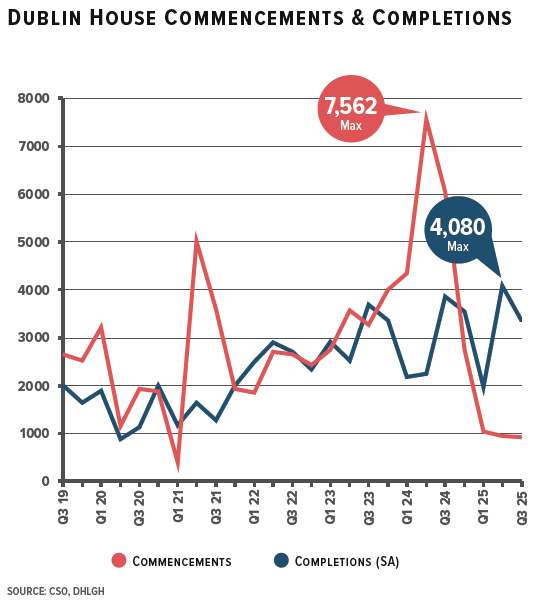 Dublin House Commencements & Completions
7,562
Max
4,080
Max
8000
7000
6000
5000
4000
3000
2000
1000
0
Q3 19
Q1 20
Q3 20
Q1 21
Q3 21
Q1 22
Q3 22
Q1 23
Q3 23
Q1 24
Q3 24
Q1 25
Q3 25
Commencements
Completions (SA)
SOURCE: CSO, DHLGH